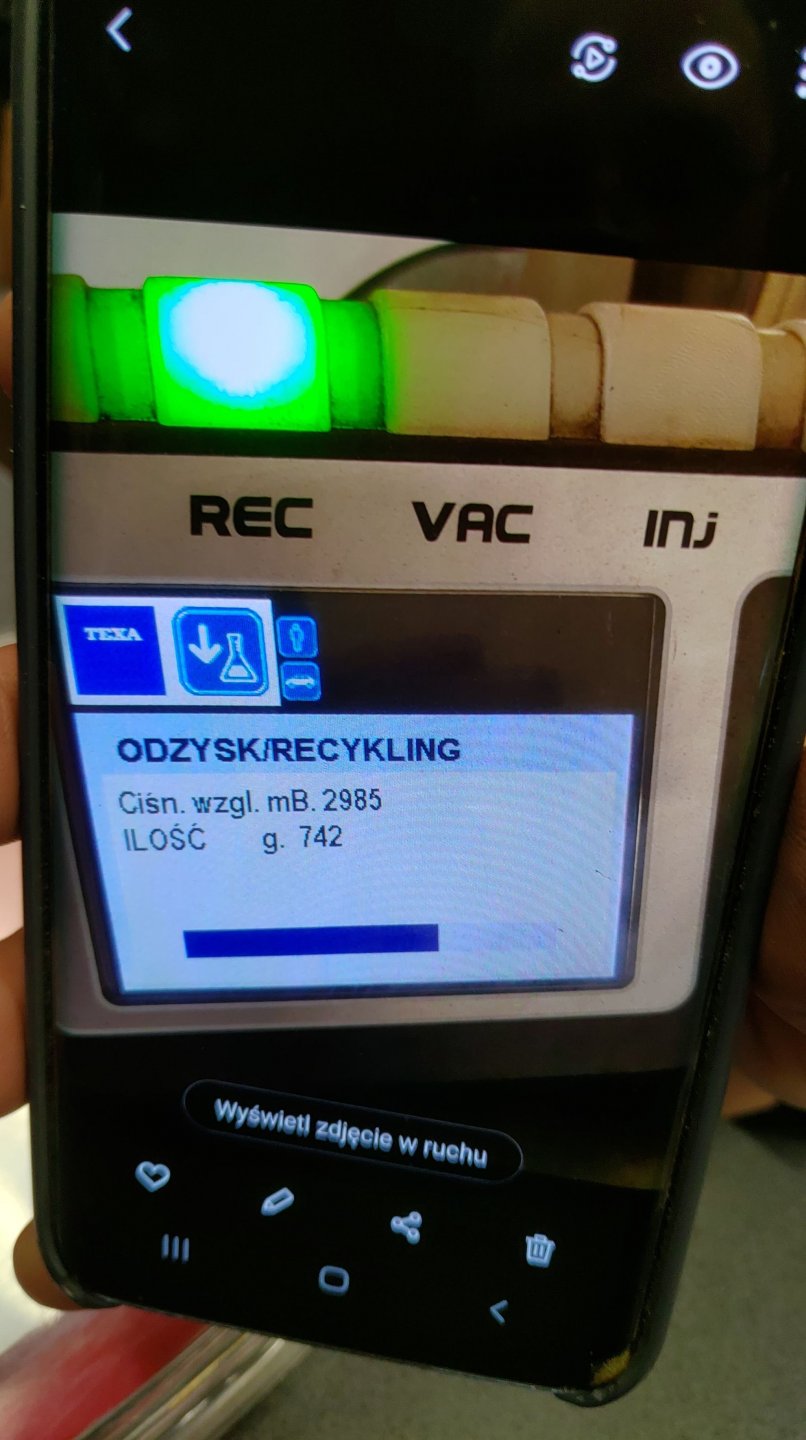 REC VAC INJ
TEXA
ODZYSK/RECYKLING
Ciśn. wzgl. mB. 2985
ILOŚĆ g. 742
Wyświetl zdjęcie w ruchu